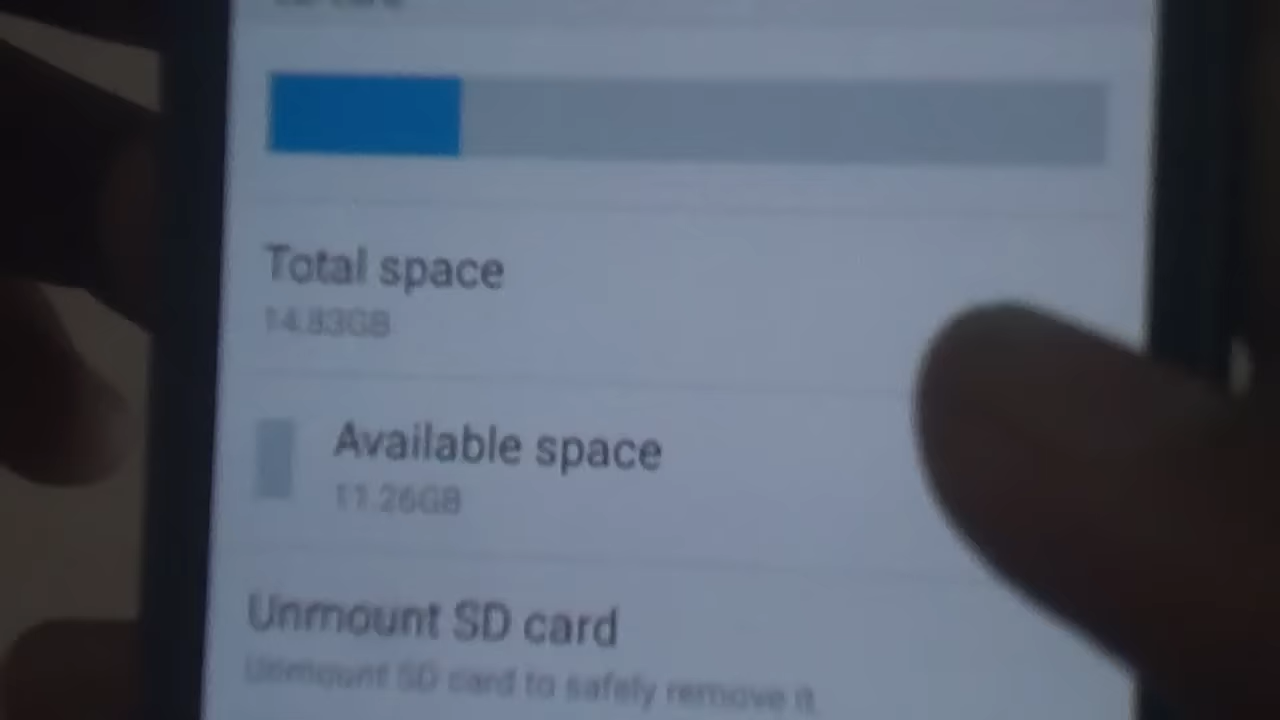 Total space
14.83GB
Available space
11.26GB
Unmount SD card
Unmount SD card to safely remove it